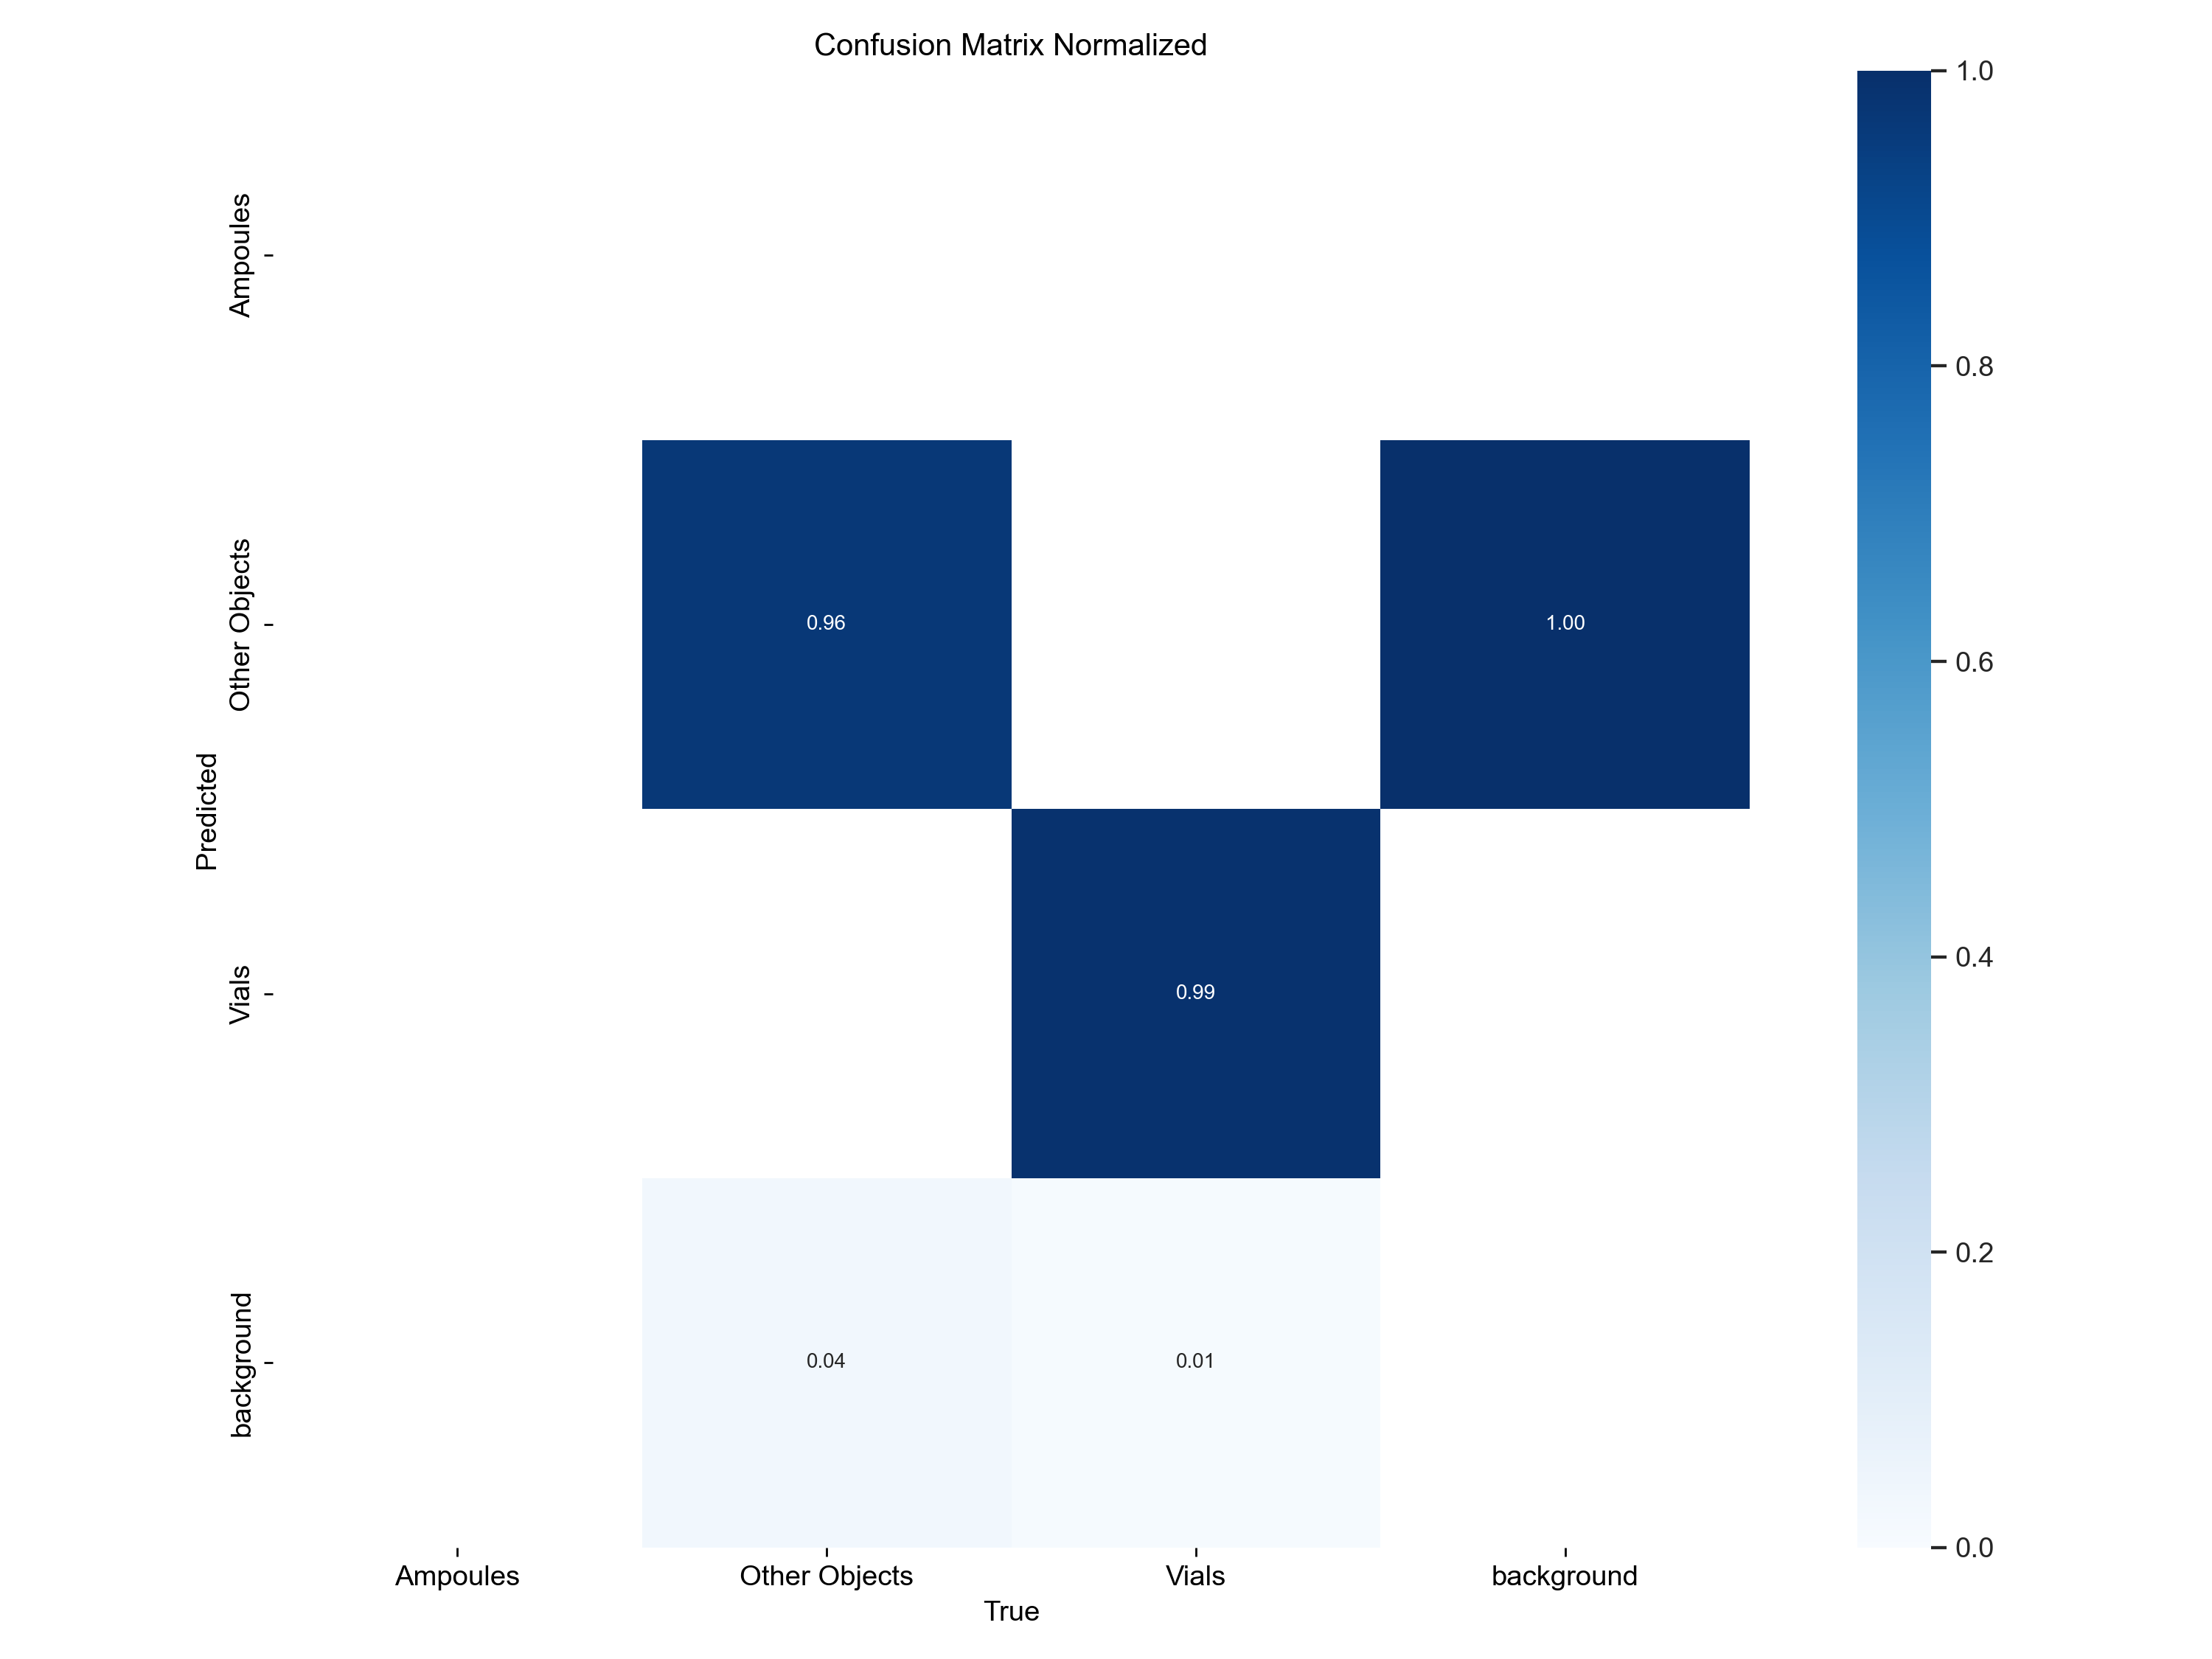 Confusion Matrix Normalized
Predicted
Ampoules
Other Objects
Vials
background
0.96
1.00
0.99
0.04
0.01
Ampoules
Other Objects
Vials
background
True
1.0
0.8
0.6
0.4
0.2
0.0